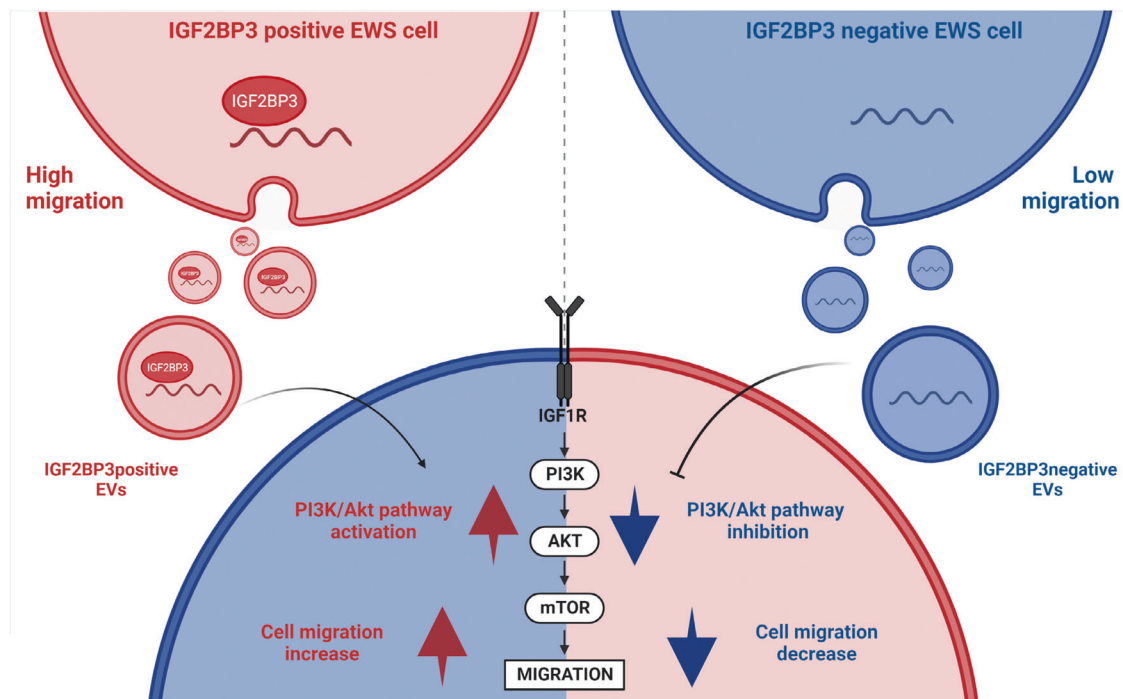 IGF2BP3 positive EWS cell
IGF2BP3 negative EWS cell
IGF2BP3
High
migration
Low
migration
IGF2BP3
IGF2BP3
IGF2BP3
IGF2BP3positive
EVs
IGF2BP3negative
EVs
IGF1R
PI3K
PI3K/Akt pathway
activation
PI3K/Akt pathway
inhibition
AKT
mTOR
Cell migration
increase
Cell migration
decrease
MIGRATION